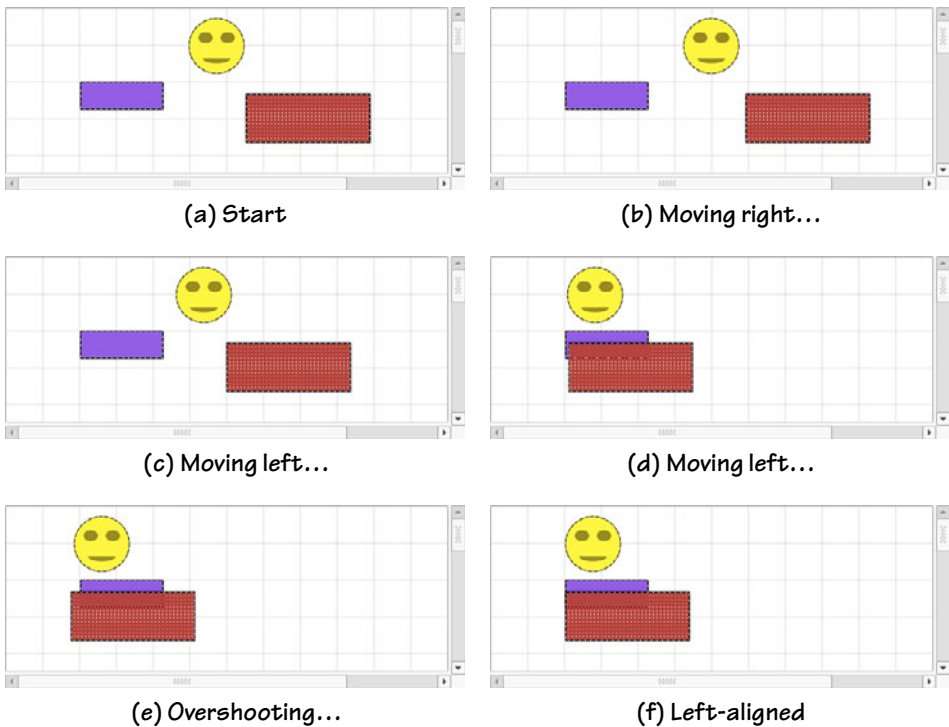 (a) Start
(b) Moving right...
(c) Moving left...
(d) Moving left...
(e) Overshooting...
(f) Left-aligned